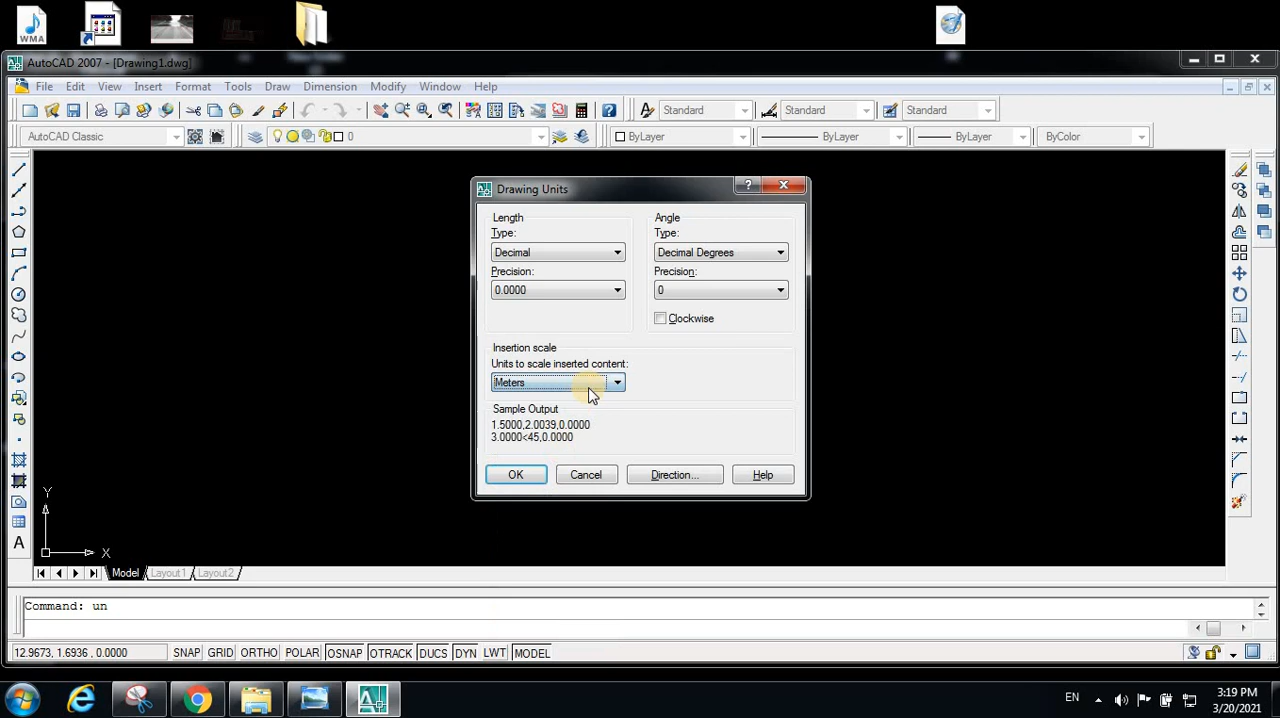 WMA
AutoCAD 2007 - [Drawing1.dwg]
File Edit View Insert Format Tools Draw Dimension Modify Window Help
Standard Standard Standard
AutoCAD Classic 0 ByLayer ByLayer ByLayer ByColor
Drawing Units
Length Angle
Type: Type:
Decimal Decimal Degrees
Precision: Precision:
0.0000 0
Clockwise
Insertion scale
Units to scale inserted content:
Meters
Sample Output
1.5000,2.0039,0.0000
3.0000<45,0.0000
OK Cancel Direction... Help
Y
X
A
Model Layout1 Layout2
Command: un
12.9673, 1.6936 , 0.0000 SNAP GRID ORTHO POLAR OSNAP OTRACK DUCS DYN LWT MODEL
EN 3:19 PM
3/20/2021